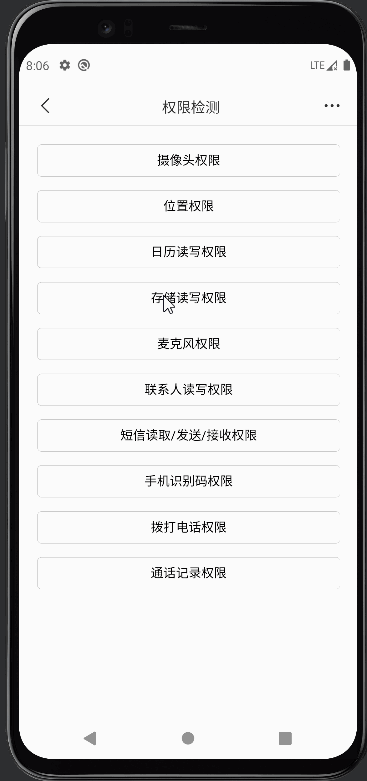 8:06
LTE
权限检测
摄像头权限
位置权限
日历读写权限
存储读写权限
麦克风权限
联系人读写权限
短信读取/发送/接收权限
手机识别码权限
拨打电话权限
通话记录权限